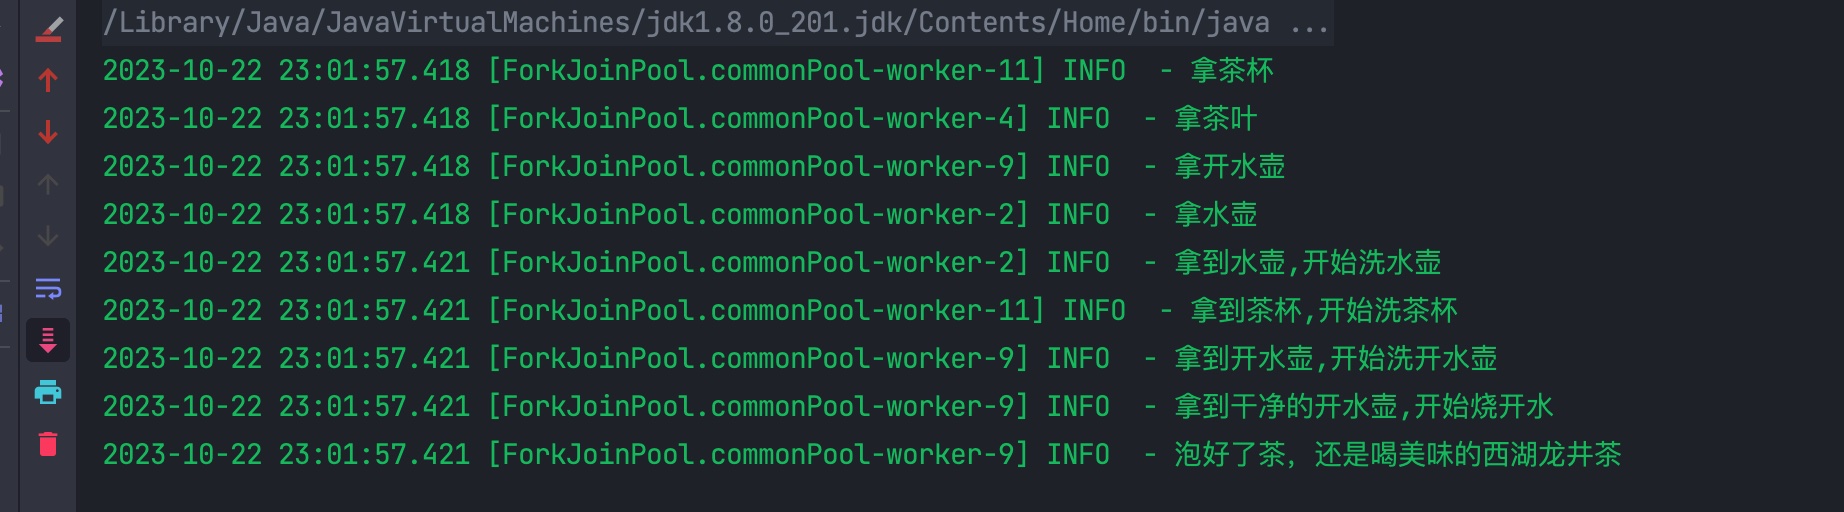 /Library/Java/JavaVirtualMachines/jdk1.8.0_201.jdk/Contents/Home/bin/java ...
2023-10-22 23:01:57.418 [ForkJoinPool.commonPool-worker-11] INFO  - 拿茶杯
2023-10-22 23:01:57.418 [ForkJoinPool.commonPool-worker-4] INFO  - 拿茶叶
2023-10-22 23:01:57.418 [ForkJoinPool.commonPool-worker-9] INFO  - 拿开水壶
2023-10-22 23:01:57.418 [ForkJoinPool.commonPool-worker-2] INFO  - 拿水壶
2023-10-22 23:01:57.421 [ForkJoinPool.commonPool-worker-2] INFO  - 拿到水壶,开始洗水壶
2023-10-22 23:01:57.421 [ForkJoinPool.commonPool-worker-11] INFO  - 拿到茶杯,开始洗茶杯
2023-10-22 23:01:57.421 [ForkJoinPool.commonPool-worker-9] INFO  - 拿到开水壶,开始洗开水壶
2023-10-22 23:01:57.421 [ForkJoinPool.commonPool-worker-9] INFO  - 拿到干净的开水壶,开始烧开水
2023-10-22 23:01:57.421 [ForkJoinPool.commonPool-worker-9] INFO  - 泡好了茶，还是喝美味的西湖龙井茶